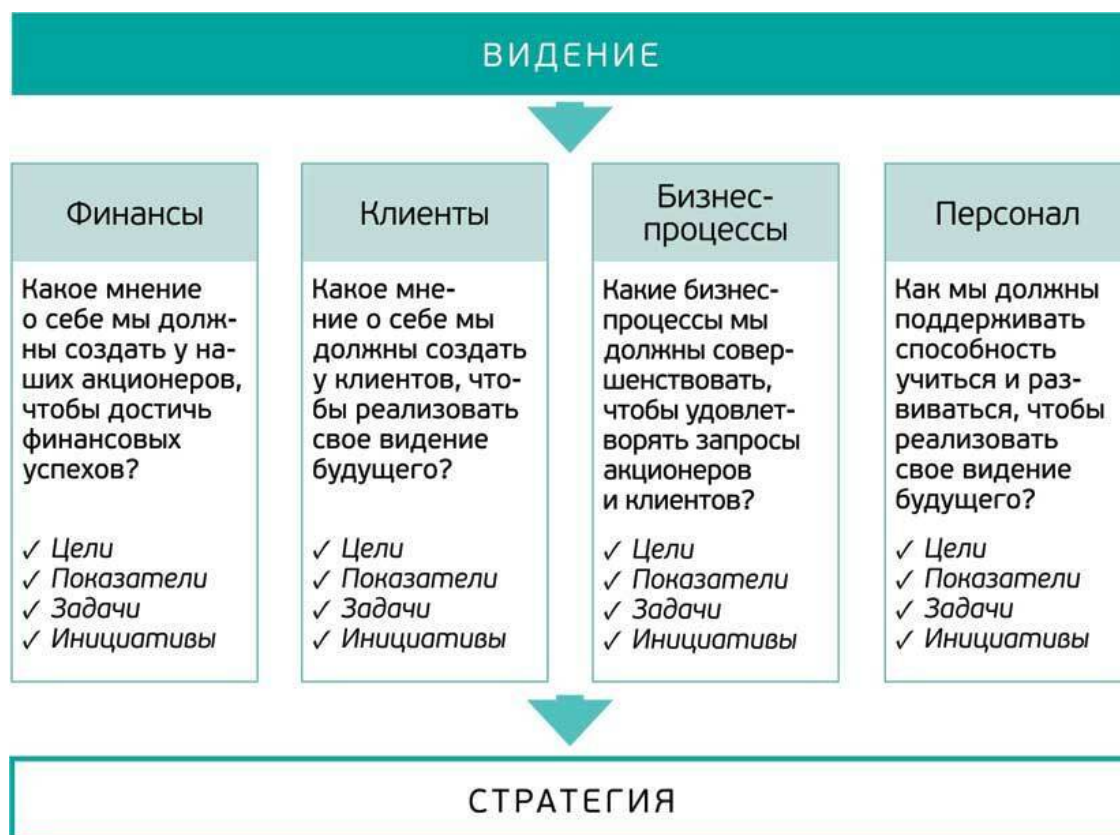 ВИДЕНИЕ
Финансы
Какое мнение
о себе мы долж-
ны создать у на-
ших акционеров,
чтобы достичь
финансовых
успехов?
✓ Цели
✓ Показатели
✓ Задачи
✓ Инициативы
Клиенты
Какое мне-
ние о себе мы
должны создать
у клиентов, что-
бы реализовать
свое видение
будущего?
✓ Цели
✓ Показатели
✓ Задачи
✓ Инициативы
Бизнес-
процессы
Какие бизнес-
процессы мы
должны совер-
шенствовать,
чтобы удовлет-
ворять запросы
акционеров
и клиентов?
✓ Цели
✓ Показатели
✓ Задачи
✓ Инициативы
Персонал
Как мы должны
поддерживать
способность
учиться и раз-
виваться, чтобы
реализовать
свое видение
будущего?
✓ Цели
✓ Показатели
✓ Задачи
✓ Инициативы
СТРАТЕГИЯ